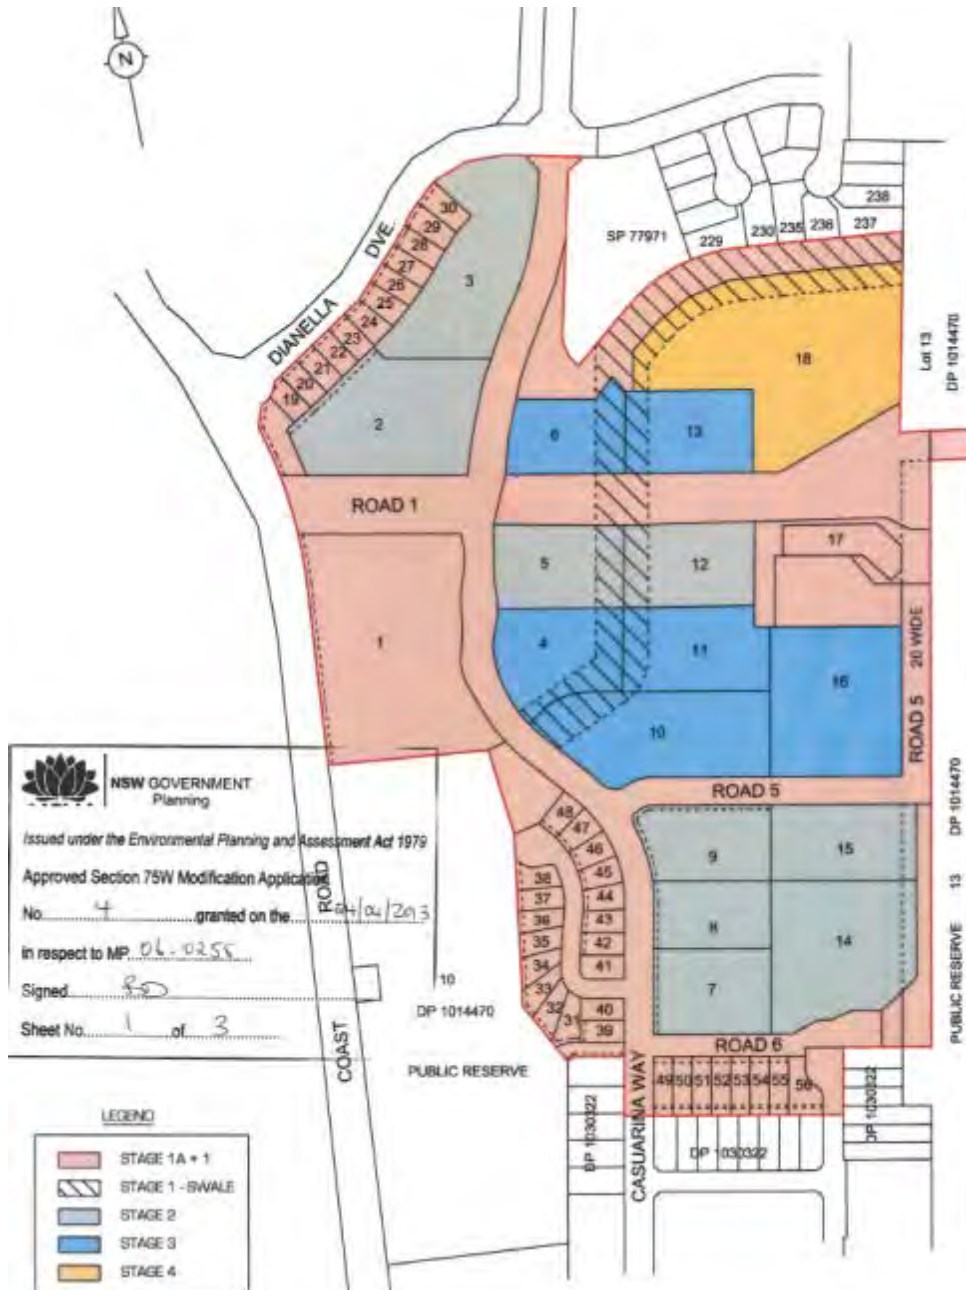 N
238
237
236
235
230
229
SP 77971
DIANELLA DVE.
Lot 13
DP 1014470
30
29
28
27
26
25
24
23
22
21
20
19
3
2
18
6
13
ROAD 1
17
5
12
1
4
11
16
10
ROAD 5 20 WIDE
ROAD 5
NSW GOVERNMENT
Planning
Issued under the Environmental Planning and Assessment Act 1979
Approved Section 75W Modification Application
No. 4 granted on the
in respect to MP
Signed
Sheet No. 1 of 3
COAST ROAD
48
47
46
45
44
43
42
41
38
37
36
35
34
33
32
31
40
39
9
15
8
14
7
10
DP 1014470
PUBLIC RESERVE
PUBLIC RESERVE 13 DP 1014470
ROAD 6
49 50 51 52 53 54 55 56
CASUARINA WAY
DP 1030322
DP 1030322
DP 1030322
LEGEND
STAGE 1A + 1
STAGE 1 - SWALE
STAGE 2
STAGE 3
STAGE 4